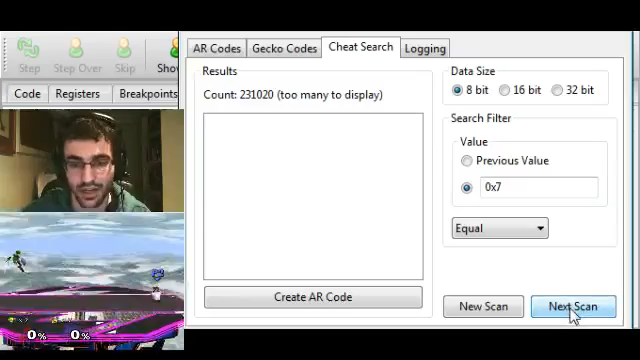 Step
Step Over
Skip
Show
Code
Registers
Breakpoints
AR Codes
Gecko Codes
Cheat Search
Logging
Results
Count: 231020 (too many to display)
Create AR Code
Data Size
8 bit
16 bit
32 bit
Search Filter
Value
Previous Value
0x7
Equal
New Scan
Next Scan
0%
0%